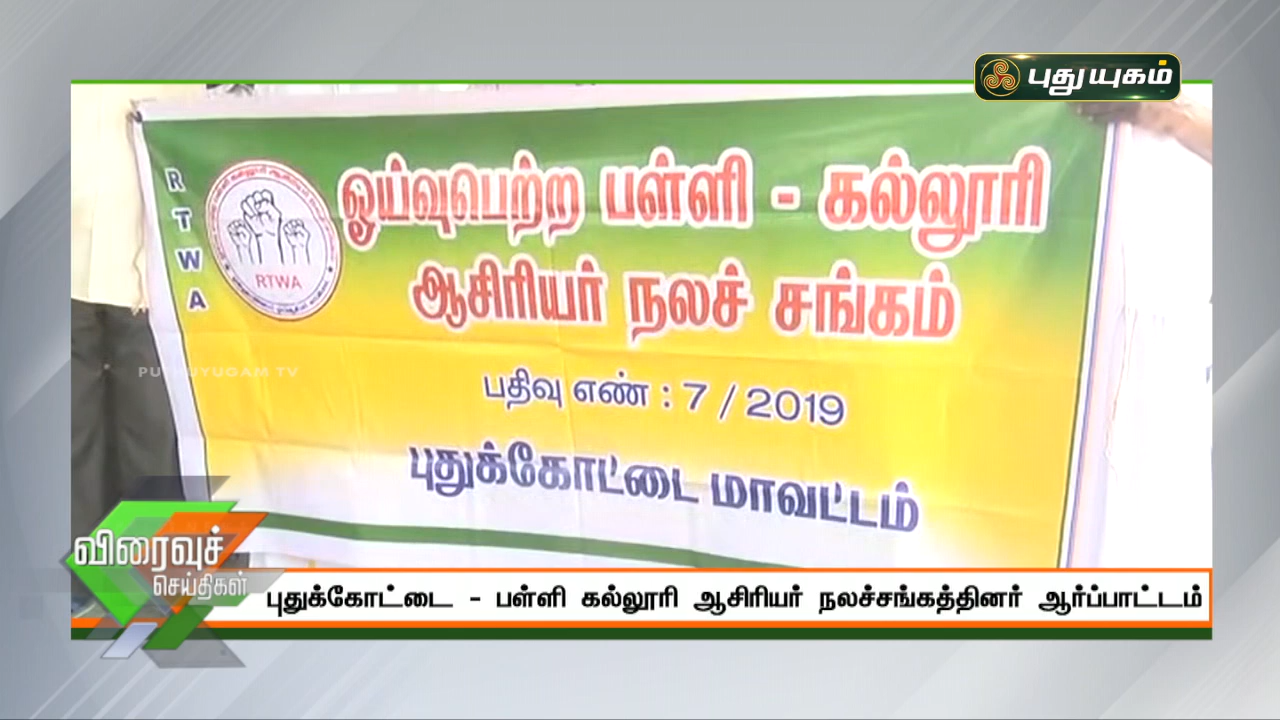 புதுயுகம்
R
T
W
A
RTWA
ஓய்வுபெற்ற பள்ளி - கல்லூரி
ஆசிரியர் நலச் சங்கம்
பதிவு எண் : 7 / 2019
புதுக்கோட்டை மாவட்டம்
PUTHUYUGAM TV
விரைவுச்
செய்திகள்
புதுக்கோட்டை - பள்ளி கல்லூரி ஆசிரியர் நலச்சங்கத்தினர் ஆர்ப்பாட்டம்